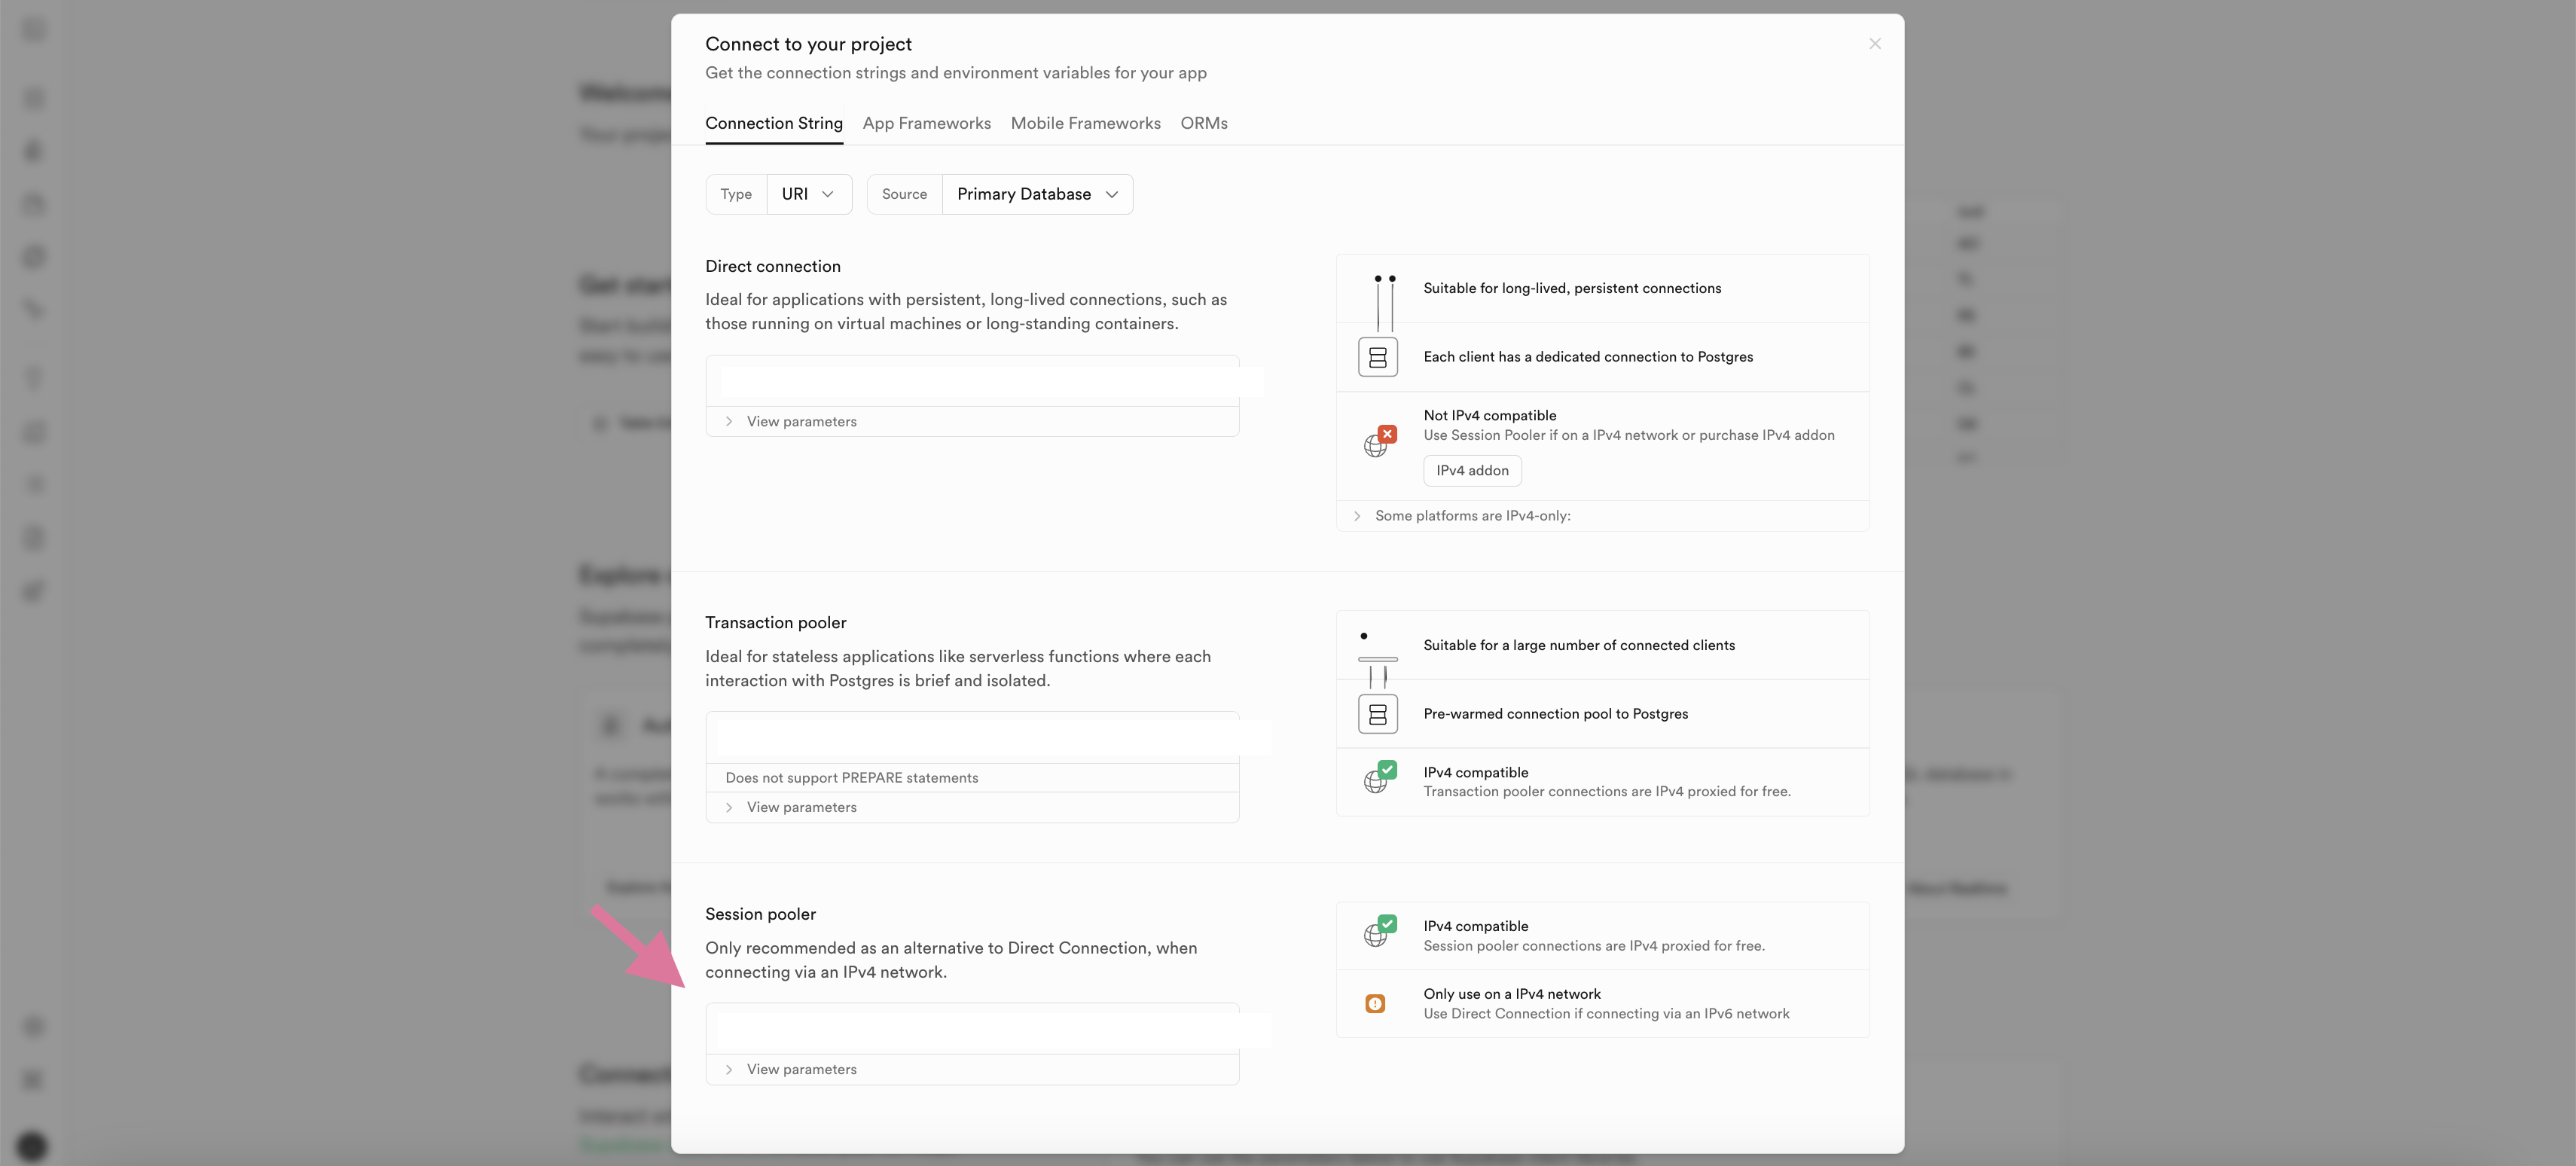 Connect to your project
Get the connection strings and environment variables for your app
Connection String App Frameworks Mobile Frameworks ORMs
Type URI Source Primary Database
Direct connection
Ideal for applications with persistent, long-lived connections, such as
those running on virtual machines or long-standing containers.
View parameters
Suitable for long-lived, persistent connections
Each client has a dedicated connection to Postgres
Not IPv4 compatible
Use Session Pooler if on a IPv4 network or purchase IPv4 addon
IPv4 addon
Some platforms are IPv4-only:
Transaction pooler
Ideal for stateless applications like serverless functions where each
interaction with Postgres is brief and isolated.
Does not support PREPARE statements
View parameters
Suitable for a large number of connected clients
Pre-warmed connection pool to Postgres
IPv4 compatible
Transaction pooler connections are IPv4 proxied for free.
Session pooler
Only recommended as an alternative to Direct Connection, when
connecting via an IPv4 network.
View parameters
IPv4 compatible
Session pooler connections are IPv4 proxied for free.
Only use on a IPv4 network
Use Direct Connection if connecting via an IPv6 network